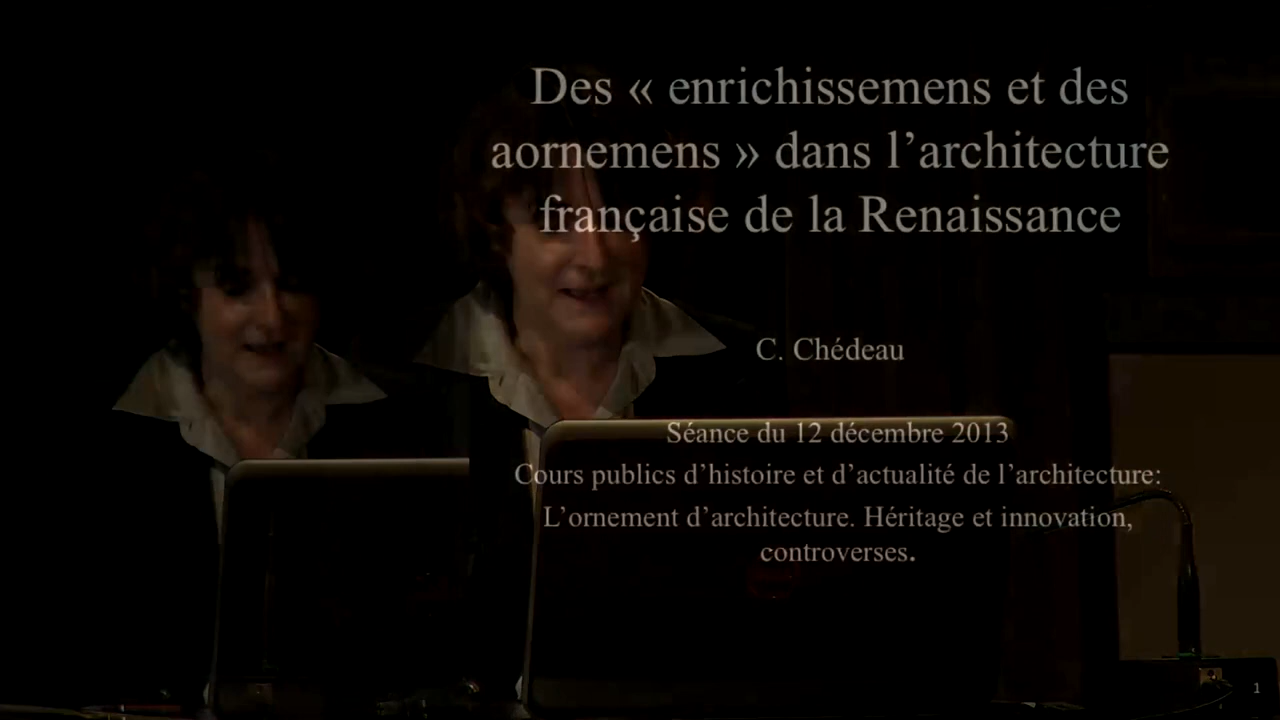 Des « enrichissemens et des
aornemens » dans l’architecture
française de la Renaissance
C. Chédeau
Séance du 12 décembre 2013
Cours publics d’histoire et d’actualité de l’architecture:
L’ornement d’architecture. Héritage et innovation,
controverses.
1